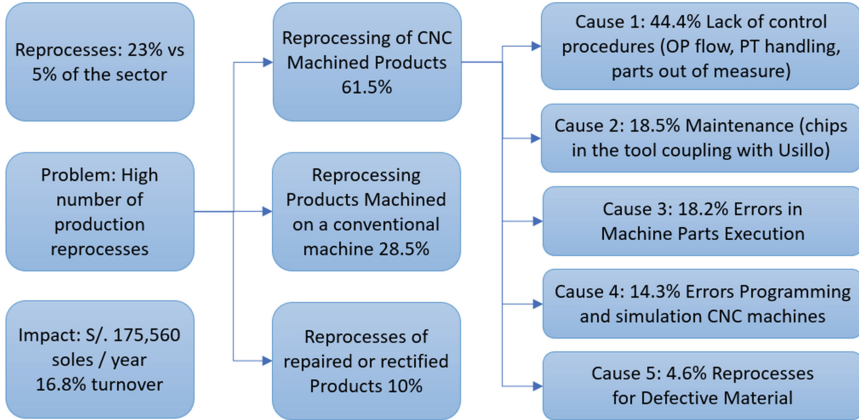 Reprocesses: 23% vs
5% of the sector
Problem: High
number of
production
reprocesses
Impact: S/. 175,560
soles / year
16.8% turnover
Reprocessing of CNC
Machined Products
61.5%
Reprocessing
Products Machined
on a conventional
machine 28.5%
Reprocesses of
repaired or rectified
Products 10%
Cause 1: 44.4% Lack of control
procedures (OP flow, PT handling,
parts out of measure)
Cause 2: 18.5% Maintenance (chips
in the tool coupling with Usillo)
Cause 3: 18.2% Errors in
Machine Parts Execution
Cause 4: 14.3% Errors Programming
and simulation CNC machines
Cause 5: 4.6% Reprocesses
for Defective Material